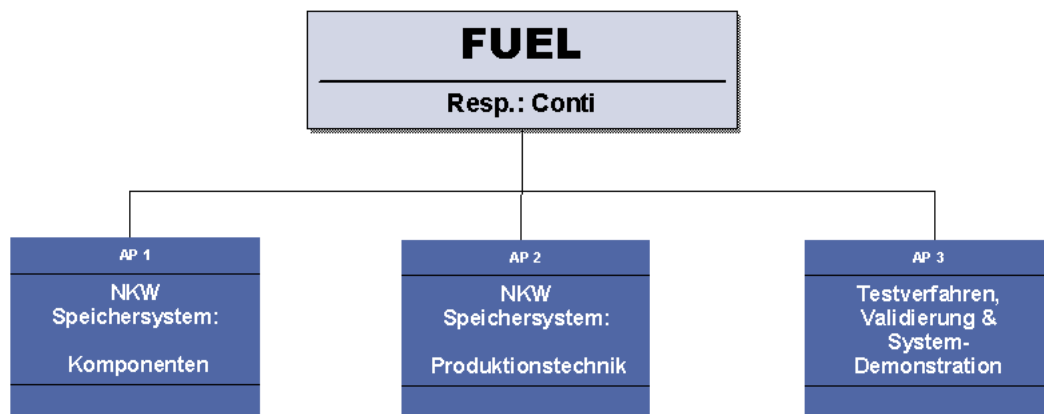 FUEL
Resp.: Conti
AP 1
NKW
Speichersystem:
Komponenten
AP 2
NKW
Speichersystem:
Produktionstechnik
AP 3
Testverfahren,
Validierung &
System-
Demonstration